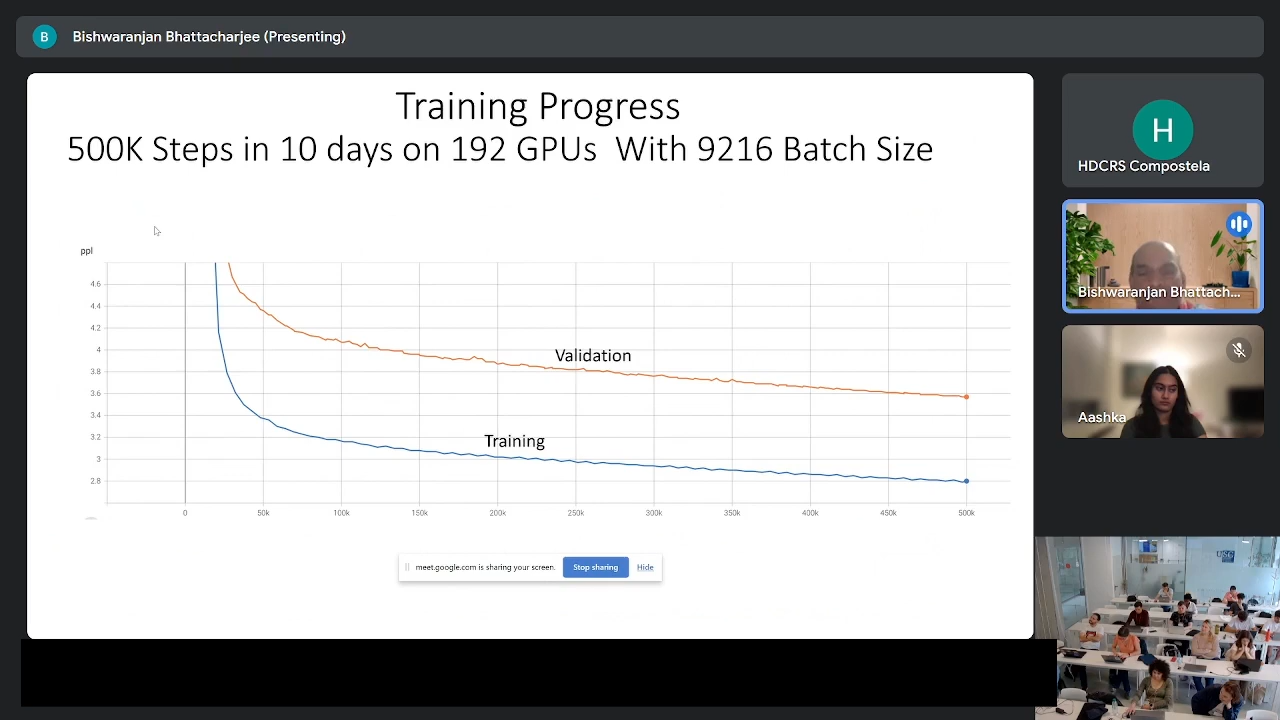 B
Bishwaranjan Bhattacharjee (Presenting)
Training Progress
500K Steps in 10 days on 192 GPUs With 9216 Batch Size
ppl
4.6
4.4
4.2
4
3.8
3.6
3.4
3.2
3
2.8
Validation
Training
0
50k
100k
150k
200k
250k
300k
350k
400k
450k
500k
meet.google.com is sharing your screen.
Stop sharing
Hide
H
HDCRS Compostela
Bishwaranjan Bhattach...
Aashka
USC